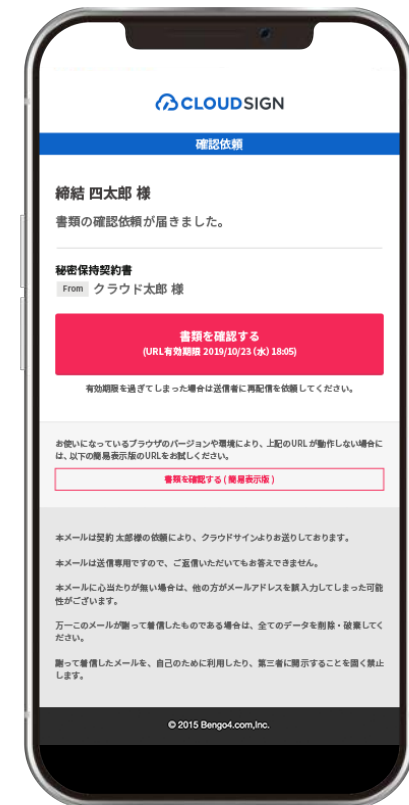 CLOUDSIGN
確認依頼
締結 四太郎 様
書類の確認依頼が届きました。
秘密保持契約書
From クラウド太郎 様
書類を確認する
(URL有効期限 2019/10/23 (水) 18:05)
有効期限を過ぎてしまった場合は送信者に再配信を依頼してください。
お使いになっているブラウザのバージョンや環境により、上記のURLが動作しない場合に
は、以下の簡易表示版のURLをお試しください。
書類を確認する ( 簡易表示版 )
本メールは契約 太郎様の依頼により、クラウドサインよりお送りしております。
本メールは送信専用ですので、ご返信いただいてもお答えできません。
本メールに心当たりが無い場合は、他の方がメールアドレスを誤入力してしまった可能
性がございます。
万一このメールが謝って着信したものである場合は、全てのデータを削除・破棄してく
ださい。
謝って着信したメールを、自己のために利用したり、第三者に開示することを固く禁止
します。
© 2015 Bengo4.com,Inc.